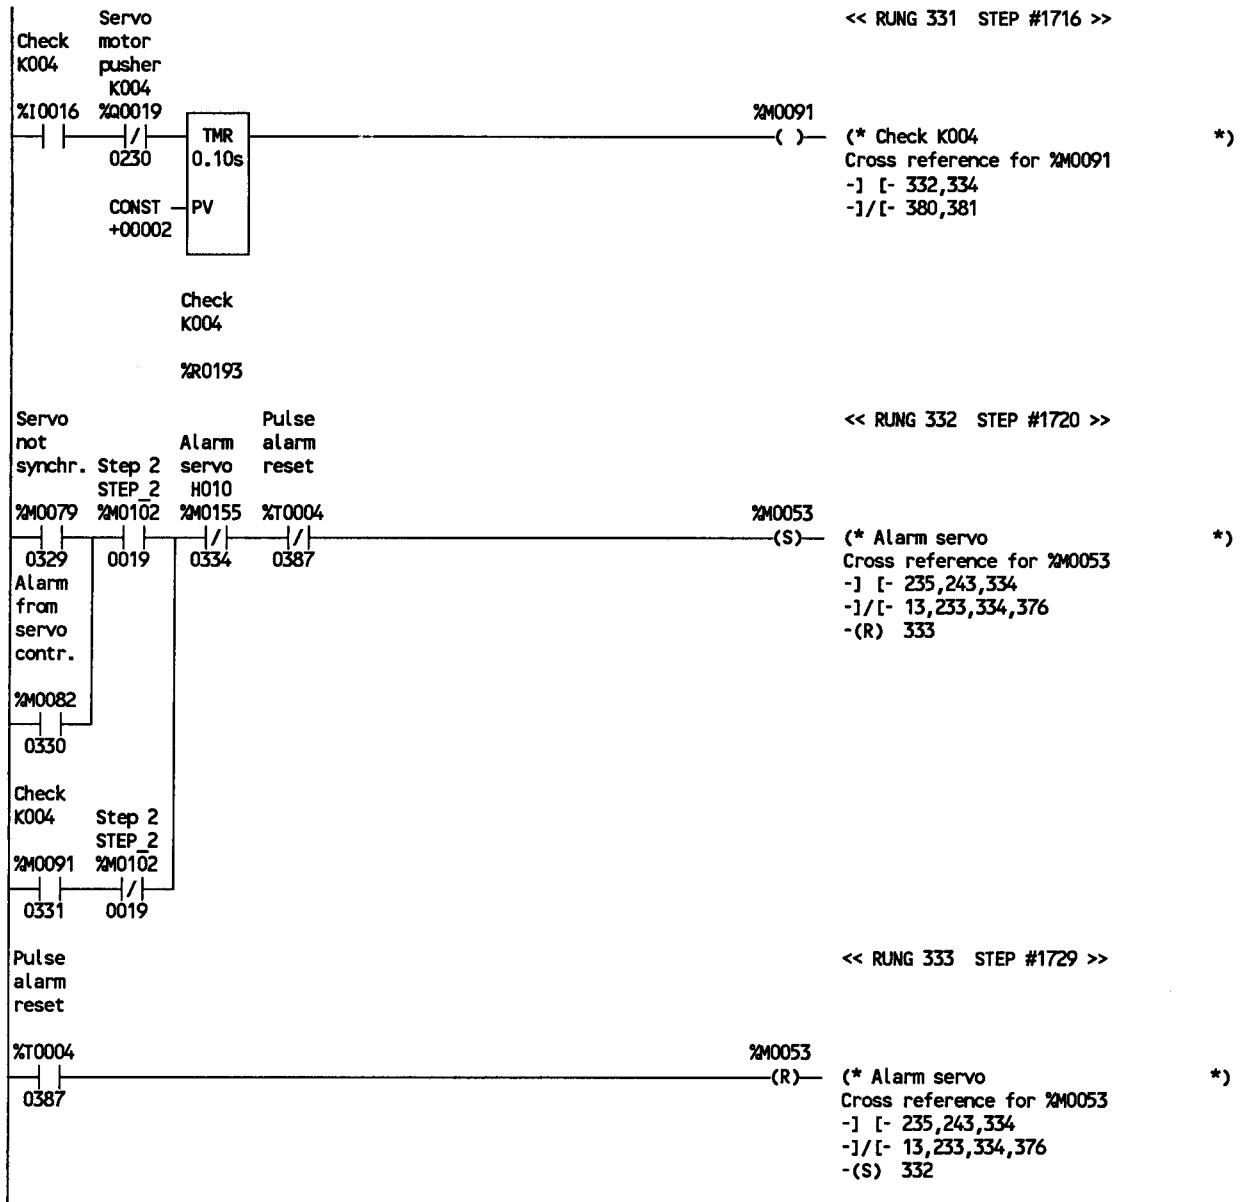 Servo << RUNG 331 STEP #1716 >>
Check motor
K004 pusher
K004
%I0016 %Q0019 %M0091
TMR (* Check K004 *)
0230 0.10s Cross reference for %M0091
-] [- 332,334
CONST PV -]/[- 380,381
+00002
Check
K004
%R0193
Servo Pulse << RUNG 332 STEP #1720 >>
not Alarm alarm
synchr. Step 2 servo reset
STEP_2 H010
%M0079 %M0102 %M0155 %T0004 %M0053
(S) (* Alarm servo *)
0329 0019 0334 0387 Cross reference for %M0053
Alarm -] [- 235,243,334
from -]/[- 13,233,334,376
servo -(R) 333
contr.
%M0082
0330
Check
K004 Step 2
STEP_2
%M0091 %M0102
0331 0019
Pulse << RUNG 333 STEP #1729 >>
alarm
reset
%T0004 %M0053
(R) (* Alarm servo *)
0387 Cross reference for %M0053
-] [- 235,243,334
-]/[- 13,233,334,376
-(S) 332